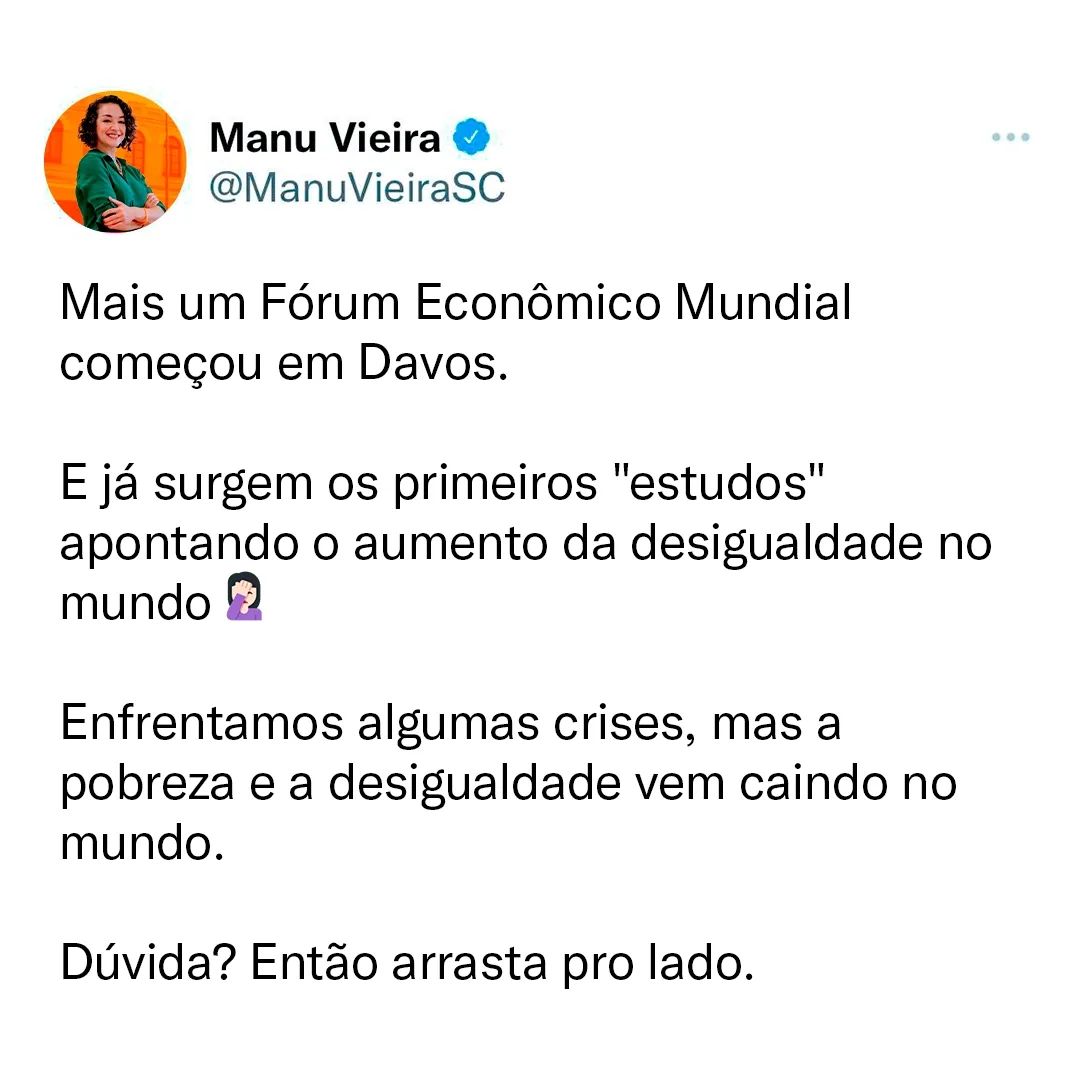 Manu Vieira
@ManuVieiraSC
Mais um Fórum Econômico Mundial
começou em Davos.
E já surgem os primeiros "estudos"
apontando o aumento da desigualdade no
mundo 🤦🏻‍♀️
Enfrentamos algumas crises, mas a
pobreza e a desigualdade vem caindo no
mundo.
Dúvida? Então arrasta pro lado.